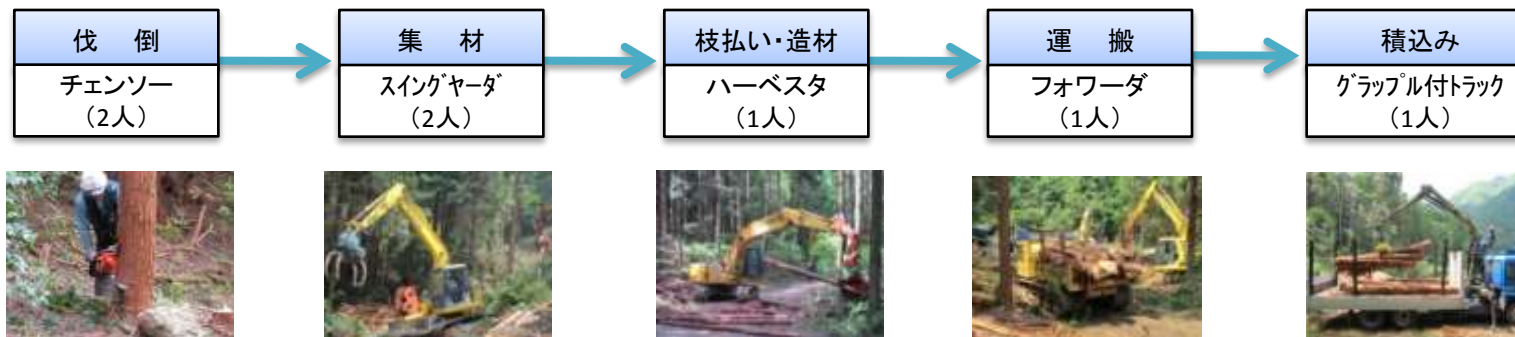 伐　倒
チェンソー
（2人）
集　材
ｽｲﾝｸﾞﾔｰﾀﾞ
（2人）
枝払い・造材
ハーベスタ
（1人）
運　搬
フォワーダ
（1人）
積込み
ｸﾞﾗｯﾌﾟﾙ付トラック
（1人）